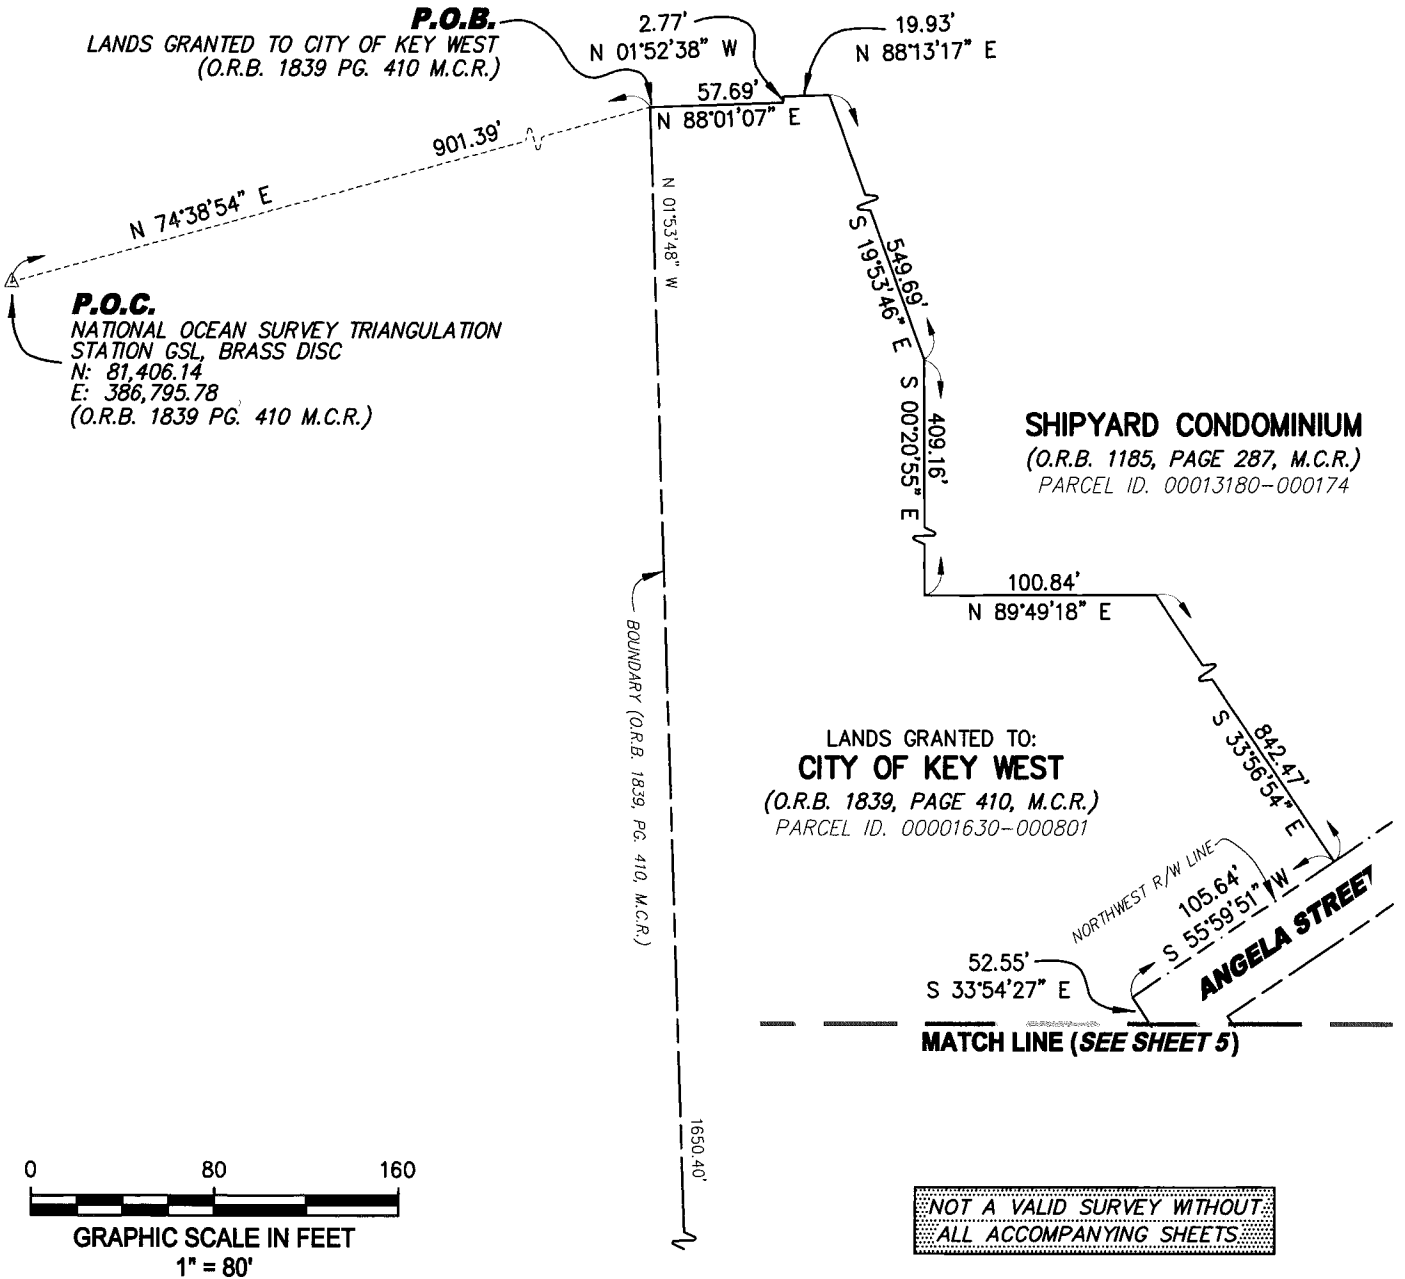 P.O.B.
LANDS GRANTED TO CITY OF KEY WEST
(O.R.B. 1839 PG. 410 M.C.R.)
2.77'
N 01°52'38" W
19.93'
N 88°13'17" E
57.69'
N 88°01'07" E
901.39'
N 74°38'54" E
P.O.C.
NATIONAL OCEAN SURVEY TRIANGULATION
STATION GSL, BRASS DISC
N: 81,406.14
E: 386,795.78
(O.R.B. 1839 PG. 410 M.C.R.)
N 01°53'48" W
549.69'
S 19°53'46" E
409.16'
S 00°20'55" E
SHIPYARD CONDOMINIUM
(O.R.B. 1185, PAGE 287, M.C.R.)
PARCEL ID. 00013180-000174
100.84'
N 89°49'18" E
BOUNDARY (O.R.B. 1839, PG. 410, M.C.R.)
LANDS GRANTED TO:
CITY OF KEY WEST
(O.R.B. 1839, PAGE 410, M.C.R.)
PARCEL ID. 00001630-000801
842.47'
S 33°56'54" E
NORTHWEST R/W LINE
105.64'
S 55°59'51" W
ANGELA STREET
52.55'
S 33°54'27" E
MATCH LINE (SEE SHEET 5)
1650.40'
0 80 160
GRAPHIC SCALE IN FEET
1" = 80'
NOT A VALID SURVEY WITHOUT
ALL ACCOMPANYING SHEETS